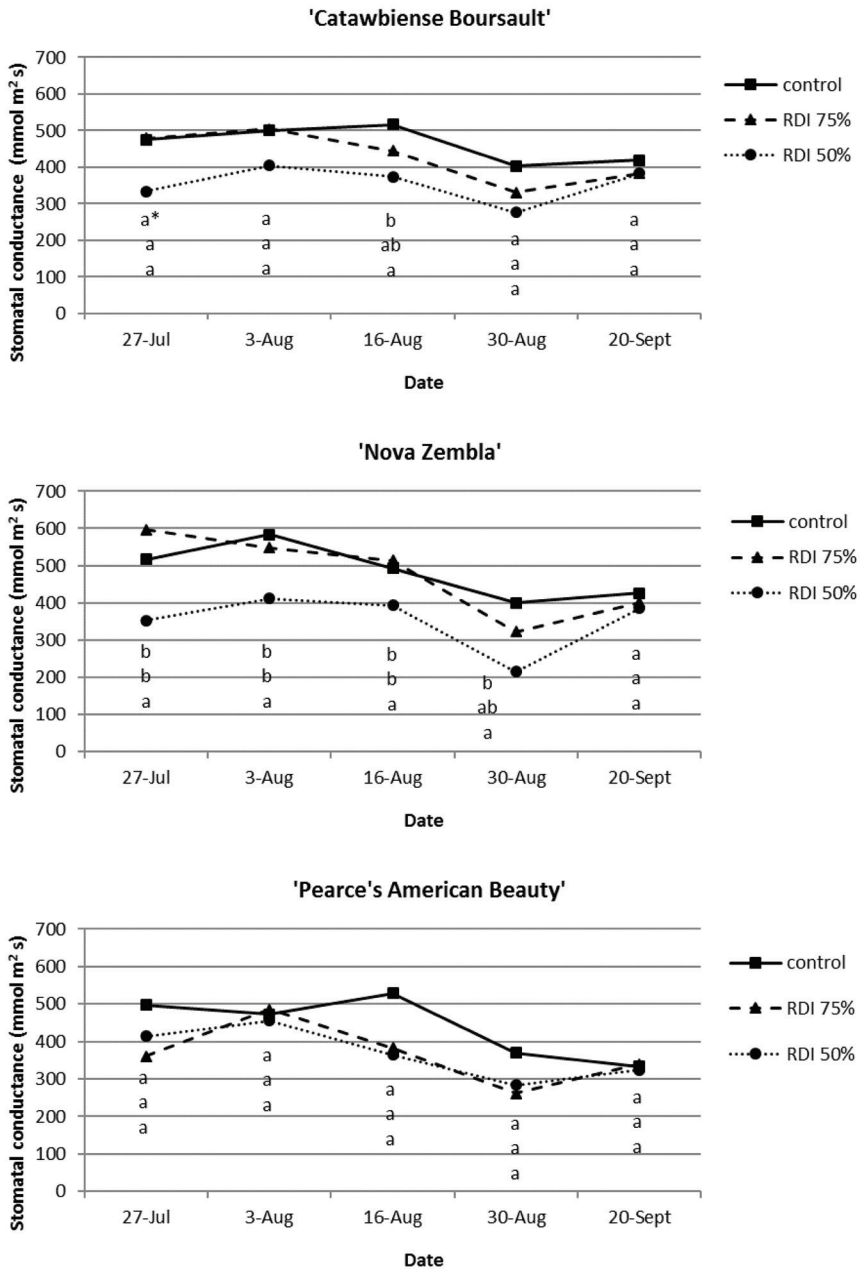 'Catawbiense Boursault'
Stomatal conductance (mmol m² s)
700
600
500
400
300
200
100
0
a* a b a a
a a ab a a
a a a a a
27-Jul 3-Aug 16-Aug 30-Aug 20-Sept
Date
control
RDI 75%
RDI 50%
'Nova Zembla'
Stomatal conductance (mmol m² s)
700
600
500
400
300
200
100
0
b b b b a
b b b ab a
a a a a a
27-Jul 3-Aug 16-Aug 30-Aug 20-Sept
Date
control
RDI 75%
RDI 50%
'Pearce's American Beauty'
Stomatal conductance (mmol m² s)
700
600
500
400
300
200
100
0
a a a a a
a a a a a
a a a a a
27-Jul 3-Aug 16-Aug 30-Aug 20-Sept
Date
control
RDI 75%
RDI 50%